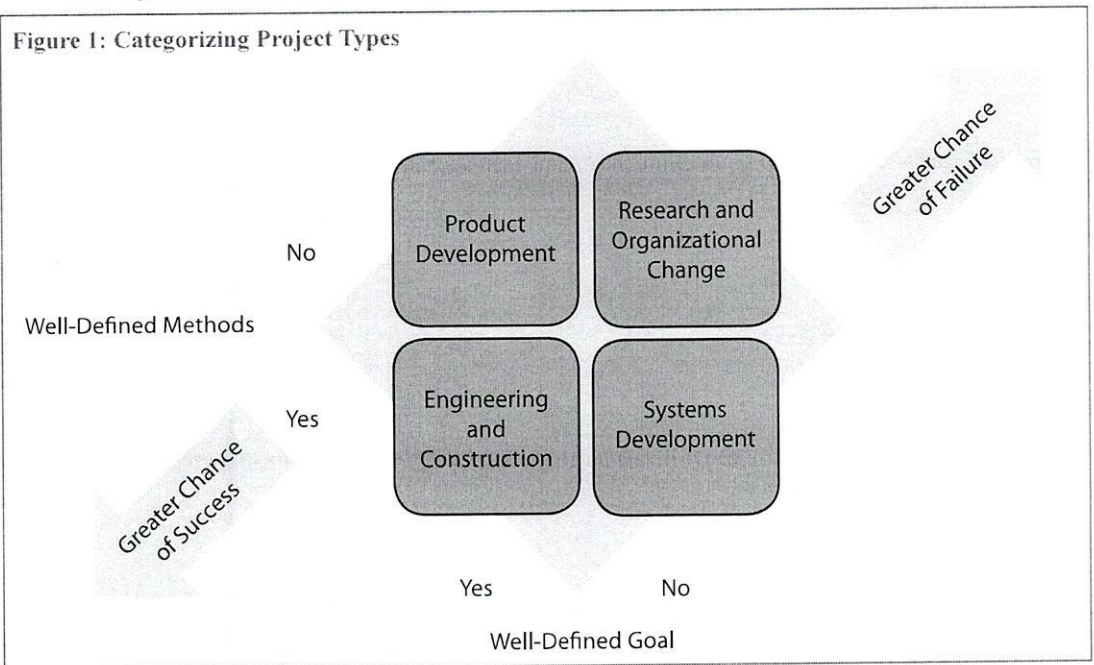 Figure 1: Categorizing Project Types
Greater Chance
of Failure
No
Product
Development
Research and
Organizational
Change
Well-Defined Methods
Yes
Engineering
and
Construction
Systems
Development
Greater Chance
of Success
Yes
No
Well-Defined Goal